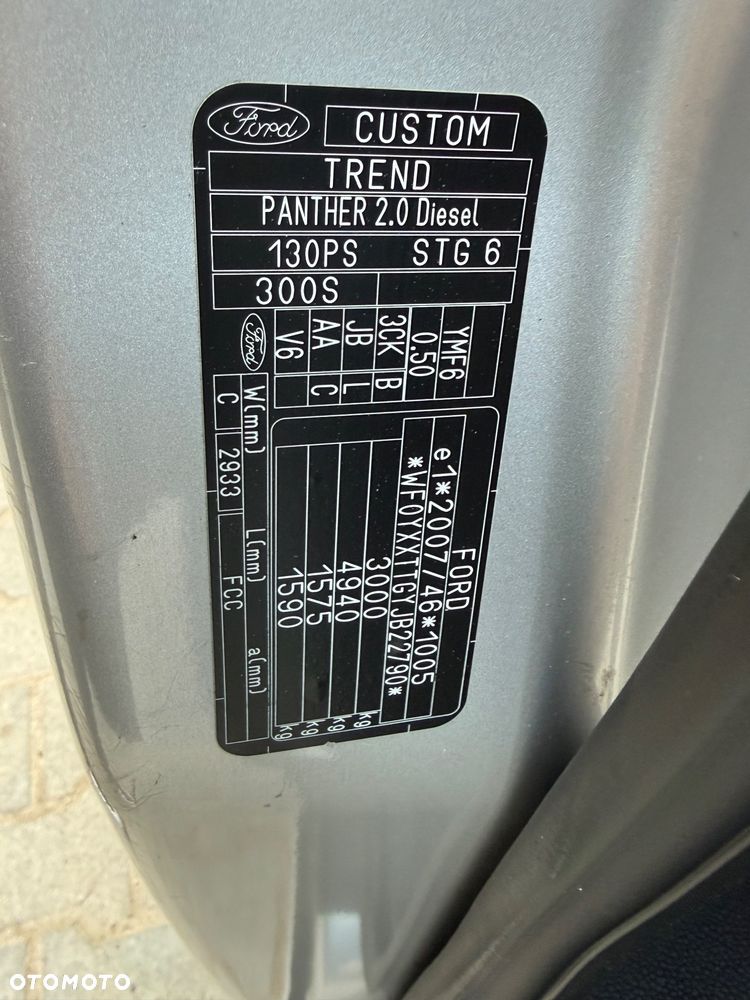 Ford CUSTOM
TREND
PANTHER 2.0 Diesel
130PS STG 6
300S
YMF6
0.50
3CK B
JB L
AA C
V6
Ford
FORD
e1*2007/46*1005
*WF0YXXTTGYJB22790*
3000 kg
4940 kg
1575 kg
1590 kg
W(mm) L(mm) a(mm)
C 2933 FCC
OTOMOTO